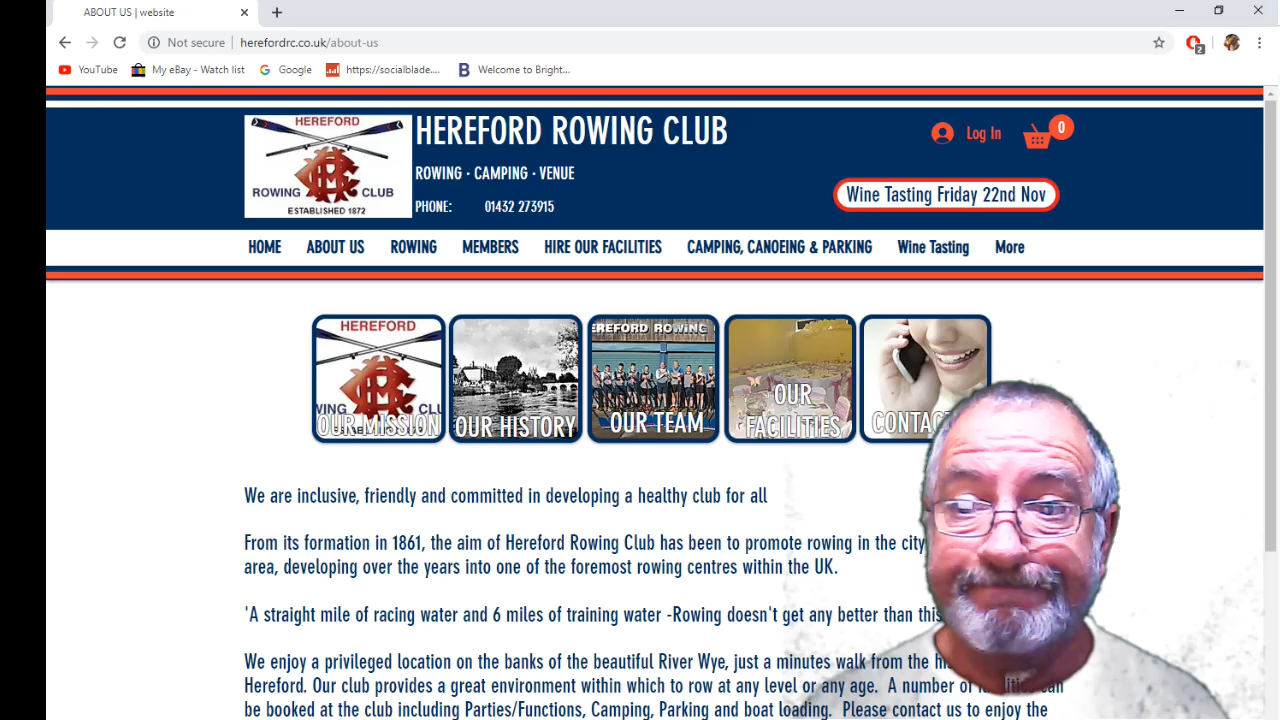 ABOUT US | website
Not secure | herefordrc.co.uk/about-us
2
YouTube My eBay - Watch list Google https://socialblade.... B Welcome to Bright...
HEREFORD
ROWING CLUB
ESTABLISHED 1872
HEREFORD ROWING CLUB
ROWING · CAMPING · VENUE
PHONE: 01432 273915
Log In 0
Wine Tasting Friday 22nd Nov
HOME ABOUT US ROWING MEMBERS HIRE OUR FACILITIES CAMPING, CANOEING & PARKING Wine Tasting More
HEREFORD
OUR MISSION
OUR HISTORY
EREFORD ROWING
OUR TEAM
OUR
FACILITIES
CONTAC
We are inclusive, friendly and committed in developing a healthy club for all
From its formation in 1861, the aim of Hereford Rowing Club has been to promote rowing in the city
area, developing over the years into one of the foremost rowing centres within the UK.
'A straight mile of racing water and 6 miles of training water -Rowing doesn't get any better than this
We enjoy a privileged location on the banks of the beautiful River Wye, just a minutes walk from the
Hereford. Our club provides a great environment within which to row at any level or any age. A number of can
be booked at the club including Parties/Functions, Camping, Parking and boat loading. Please contact us to enjoy the